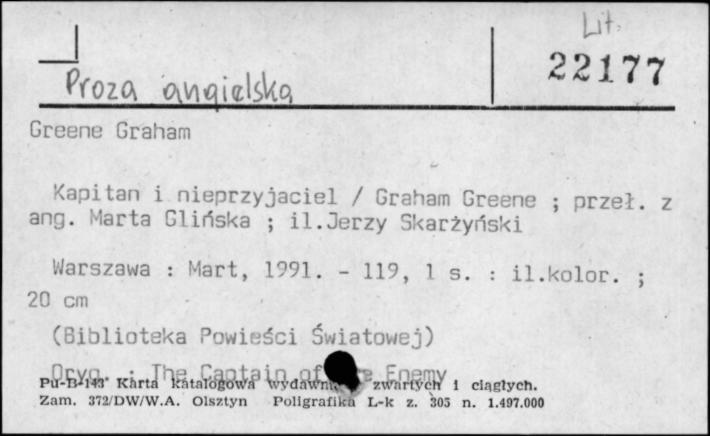 Lit.
22177
Proza angielska
Greene Graham
Kapitan i nieprzyjaciel / Graham Greene ; przeł. z
ang. Marta Glińska ; il.Jerzy Skarżyński
Warszawa : Mart, 1991. - 119, 1 s. : il.kolor. ;
20 cm
(Biblioteka Powieści Światowej)
Oryg. : The Captain of Enemy
Pu-B-143 Karta katalogowa zwartych i ciągłych.
Zam. 372/DW/W.A. Olsztyn Poligrafika L-k z. 305 n. 1.497.000